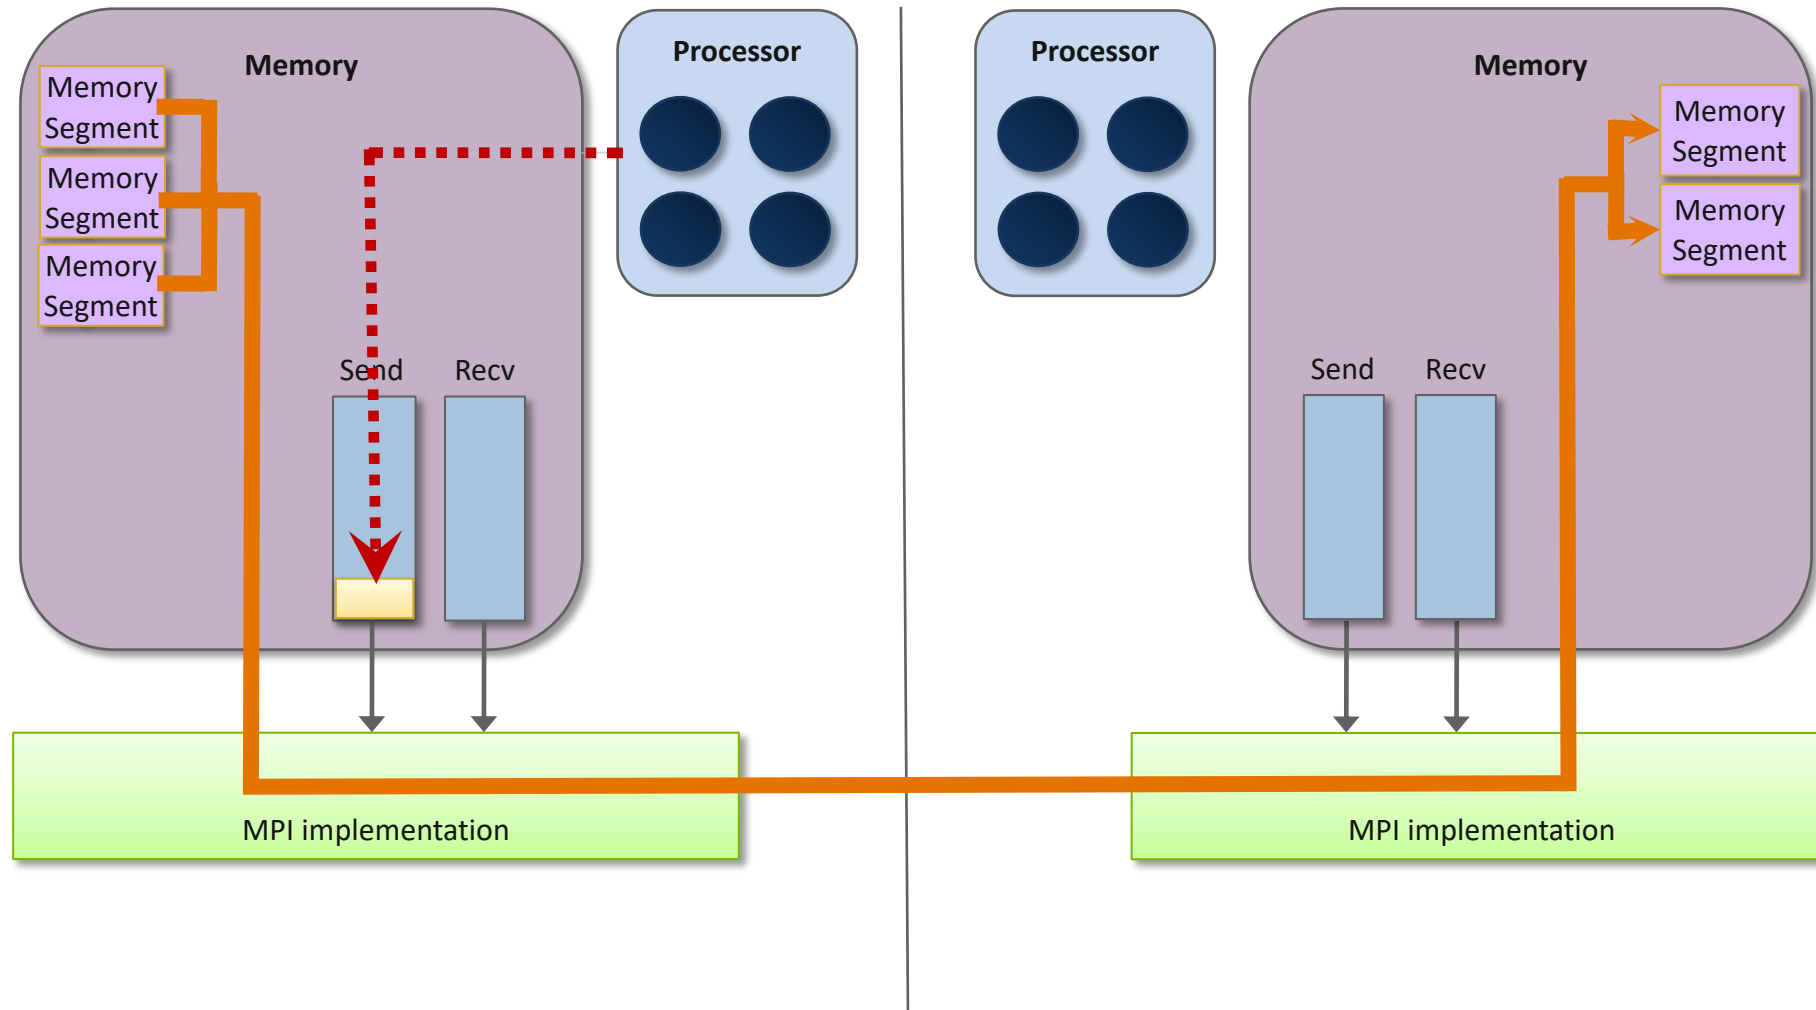 Memory
Memory
Segment
Memory
Segment
Memory
Segment
Send
Recv
Processor
Processor
Memory
Memory
Segment
Memory
Segment
Send
Recv
MPI implementation
MPI implementation